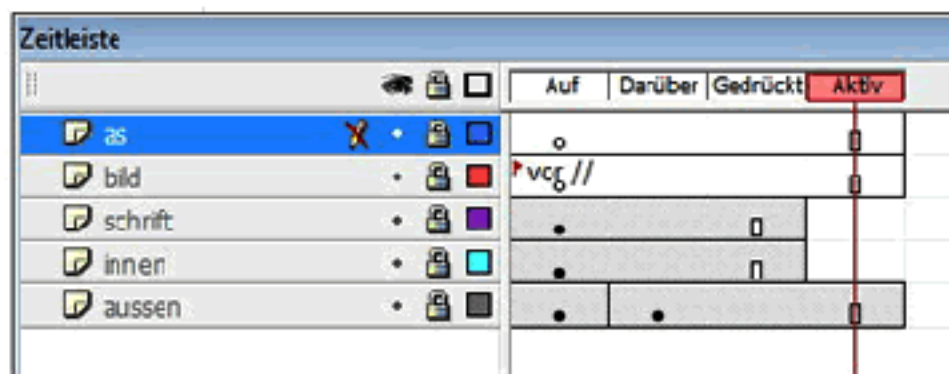 Zeitleiste
Auf Darüber Gedrückt Aktiv
as
bild vcg //
schrift
innen
aussen